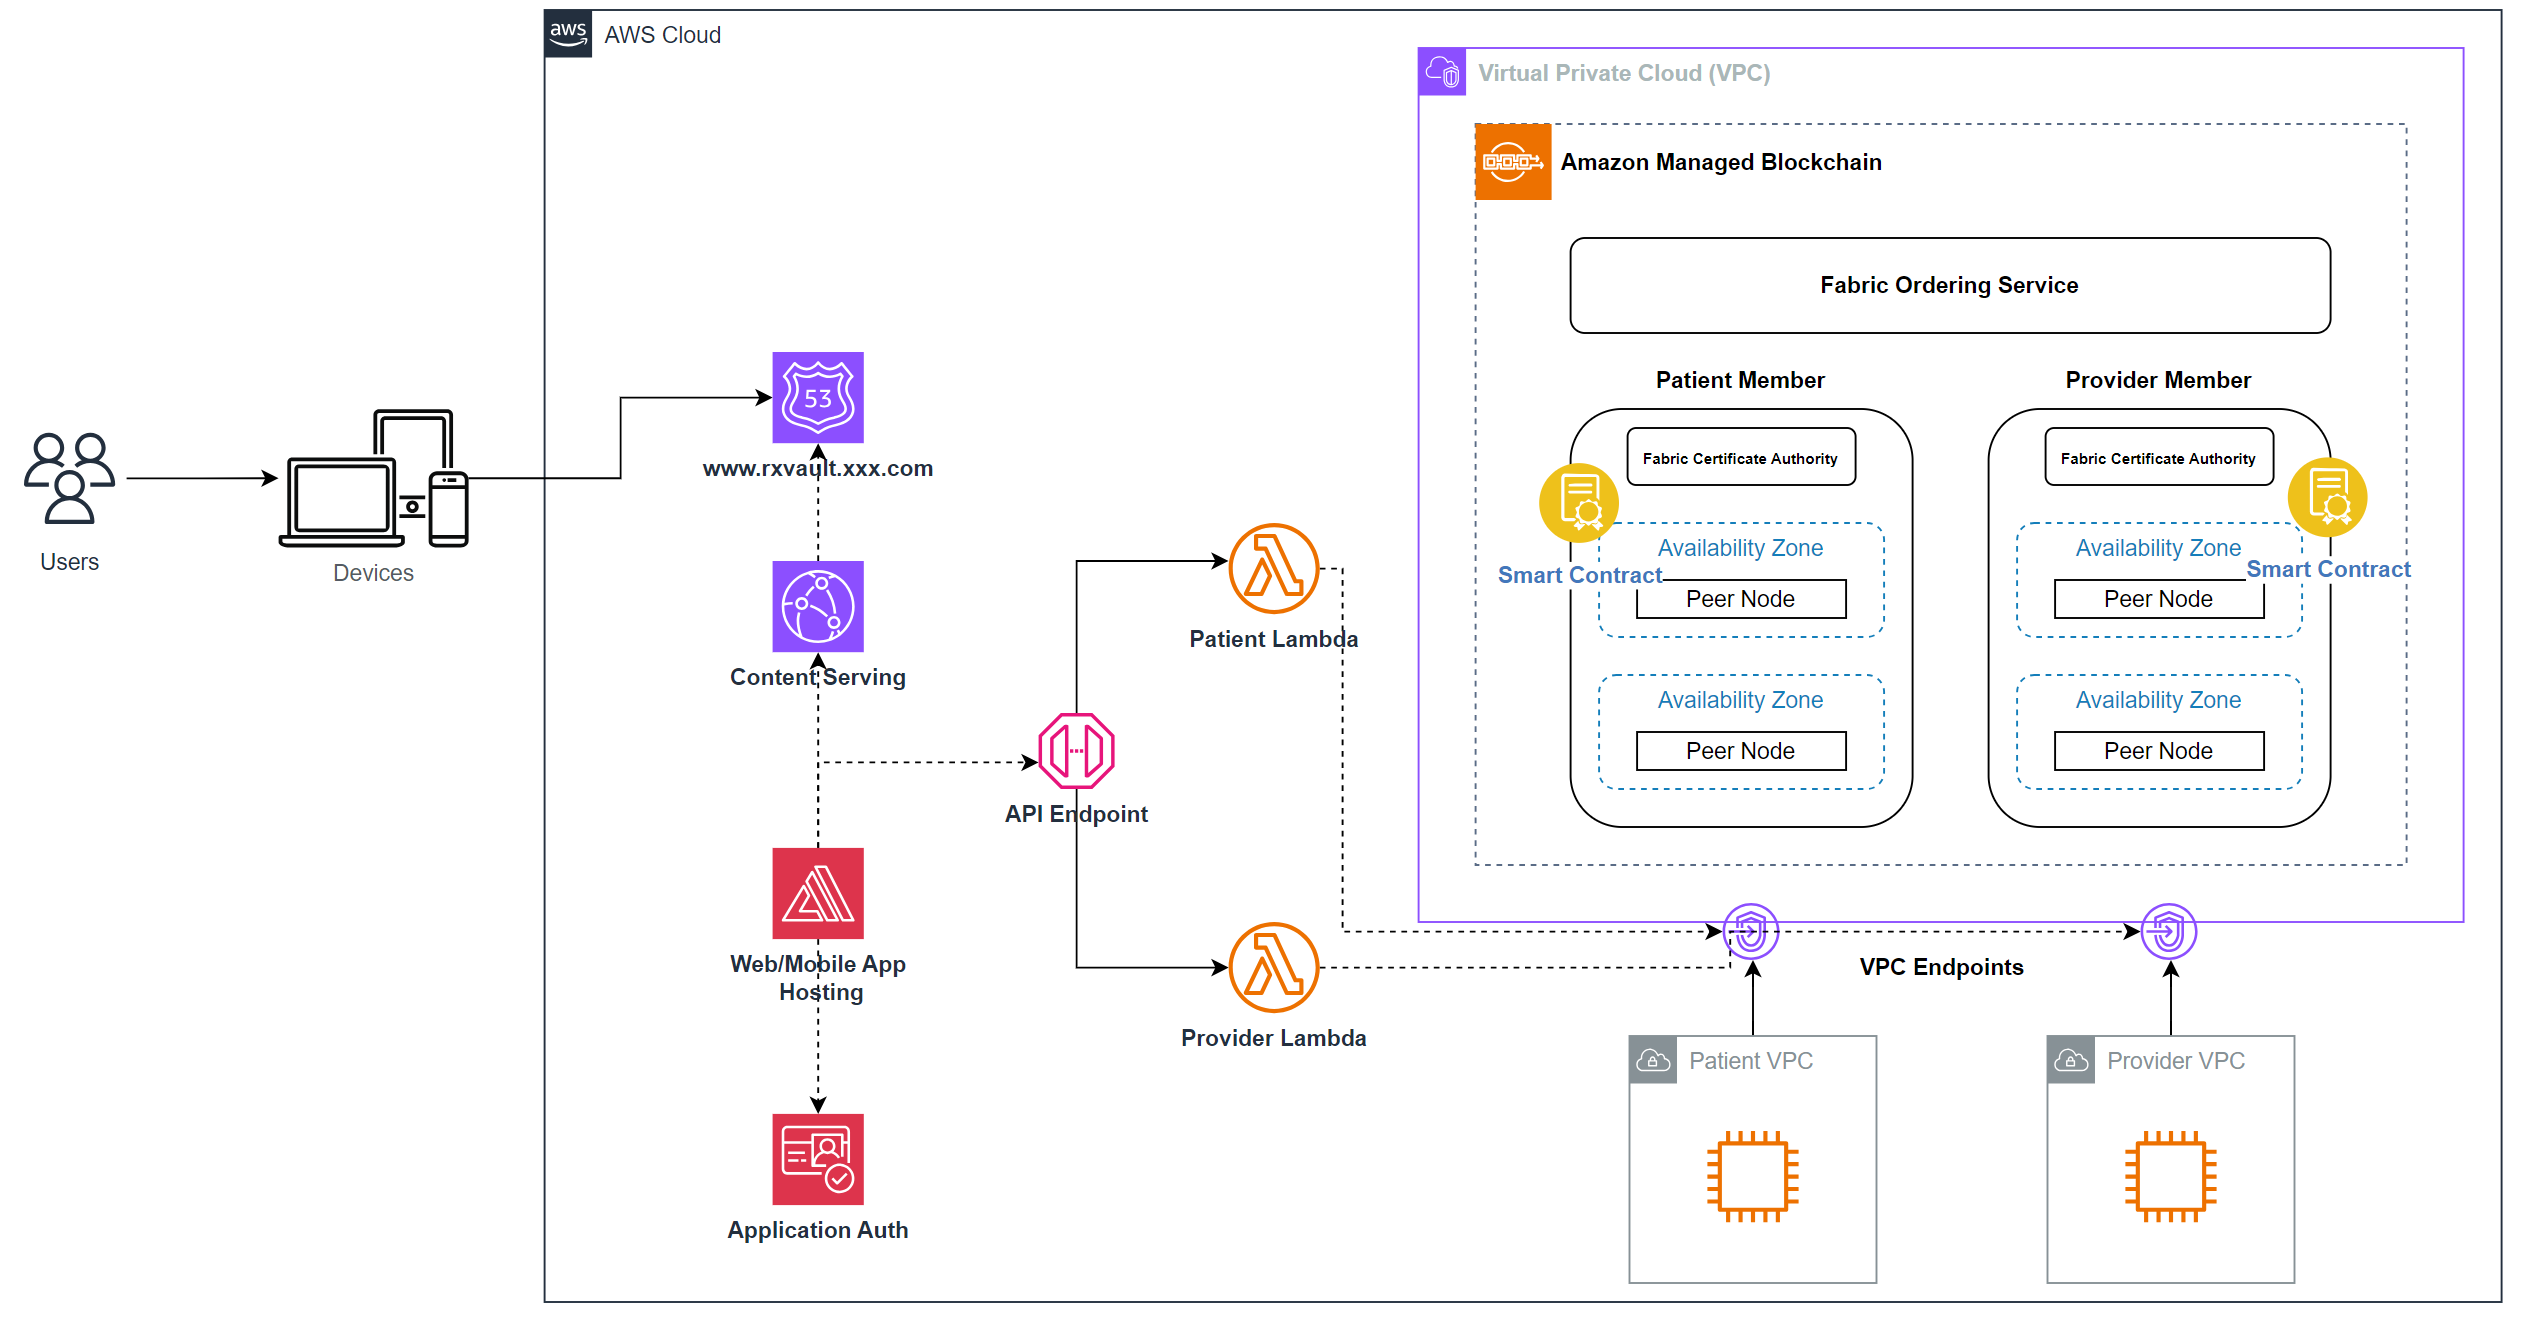 aws
AWS Cloud
Virtual Private Cloud (VPC)
Amazon Managed Blockchain
Fabric Ordering Service
Patient Member
Provider Member
Fabric Certificate Authority
Fabric Certificate Authority
Availability Zone
Smart Contract
Peer Node
Availability Zone
Smart Contract
Peer Node
Availability Zone
Peer Node
Availability Zone
Peer Node
53
www.rxvault.xxx.com
Users
Devices
Content Serving
Patient Lambda
API Endpoint
Web/Mobile App
Hosting
Provider Lambda
VPC Endpoints
Patient VPC
Provider VPC
Application Auth